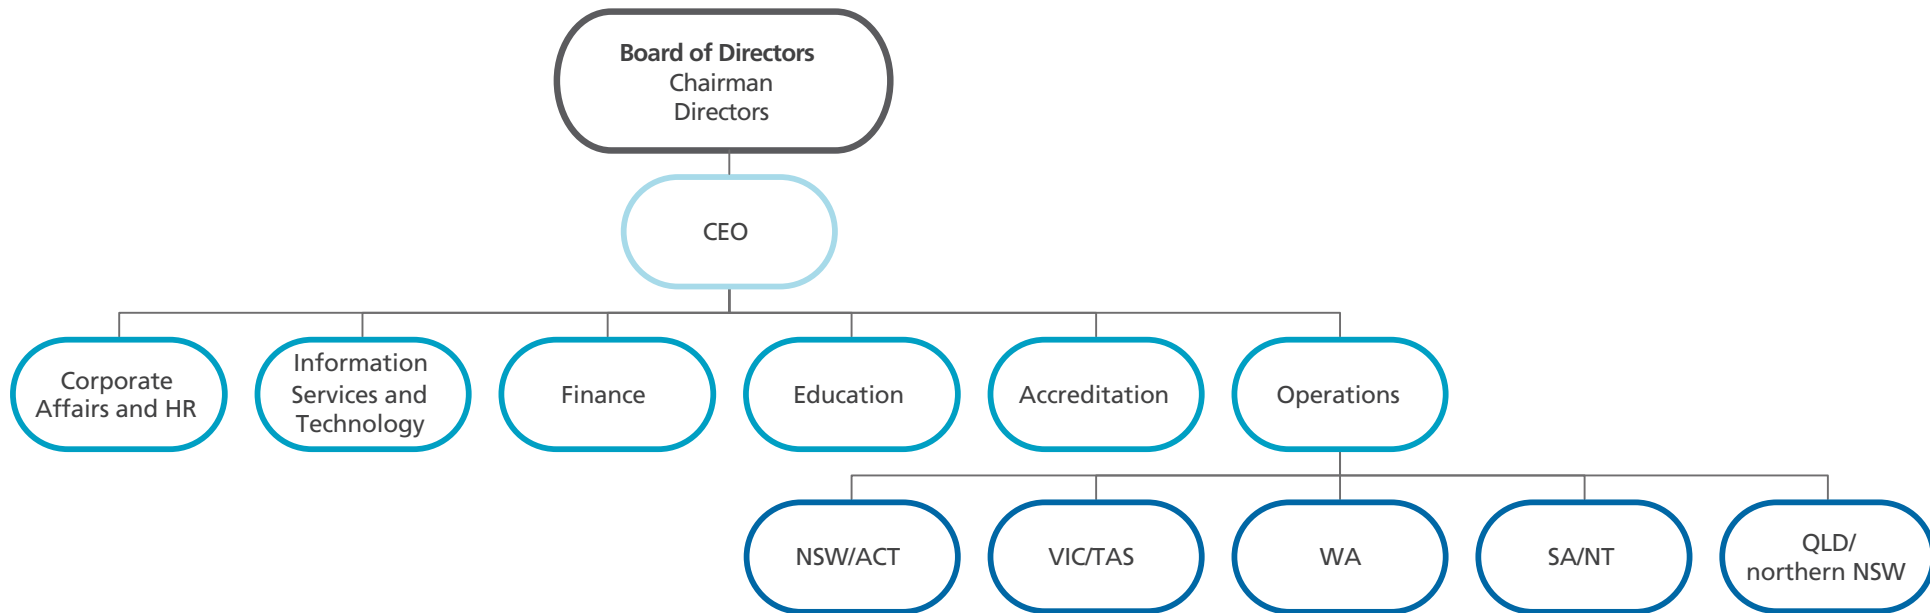 Board of Directors
Chairman
Directors
CEO
Corporate
Affairs and HR
Information
Services and
Technology
Finance
Education
Accreditation
Operations
NSW/ACT
VIC/TAS
WA
SA/NT
QLD/
northern NSW